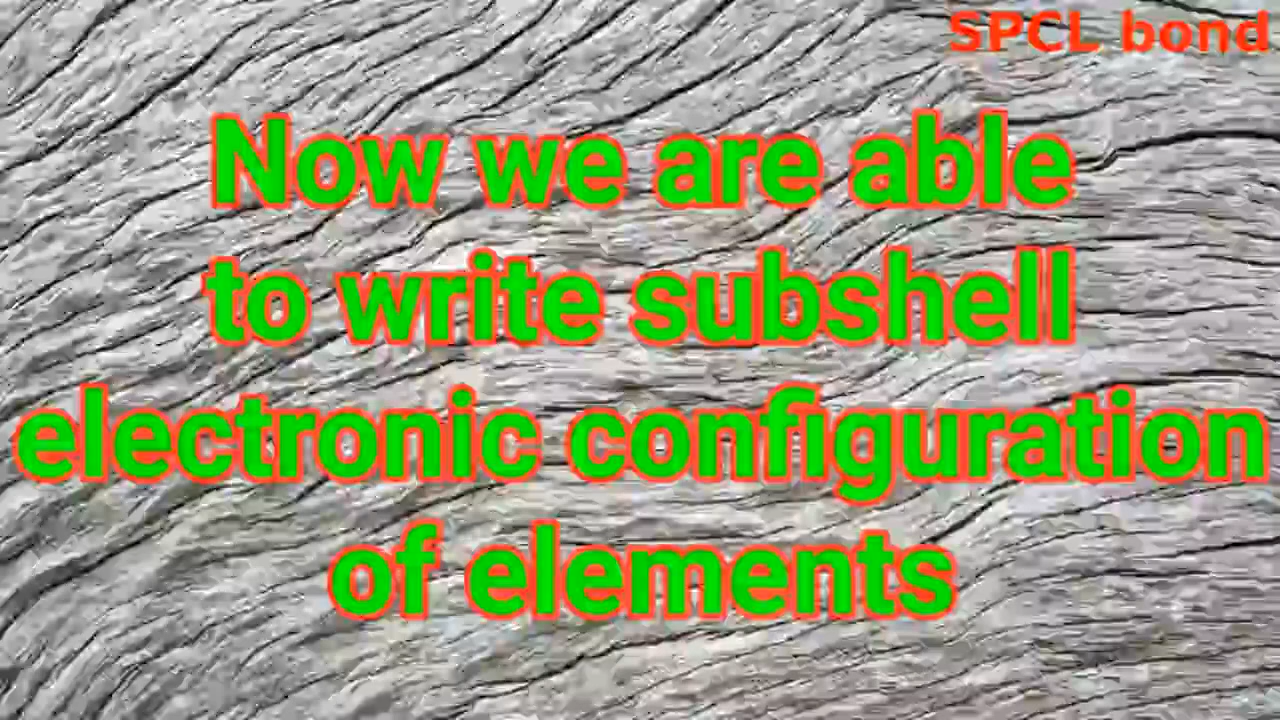 SPCL bond
Now we are able
to write subshell
electronic configuration
of elements